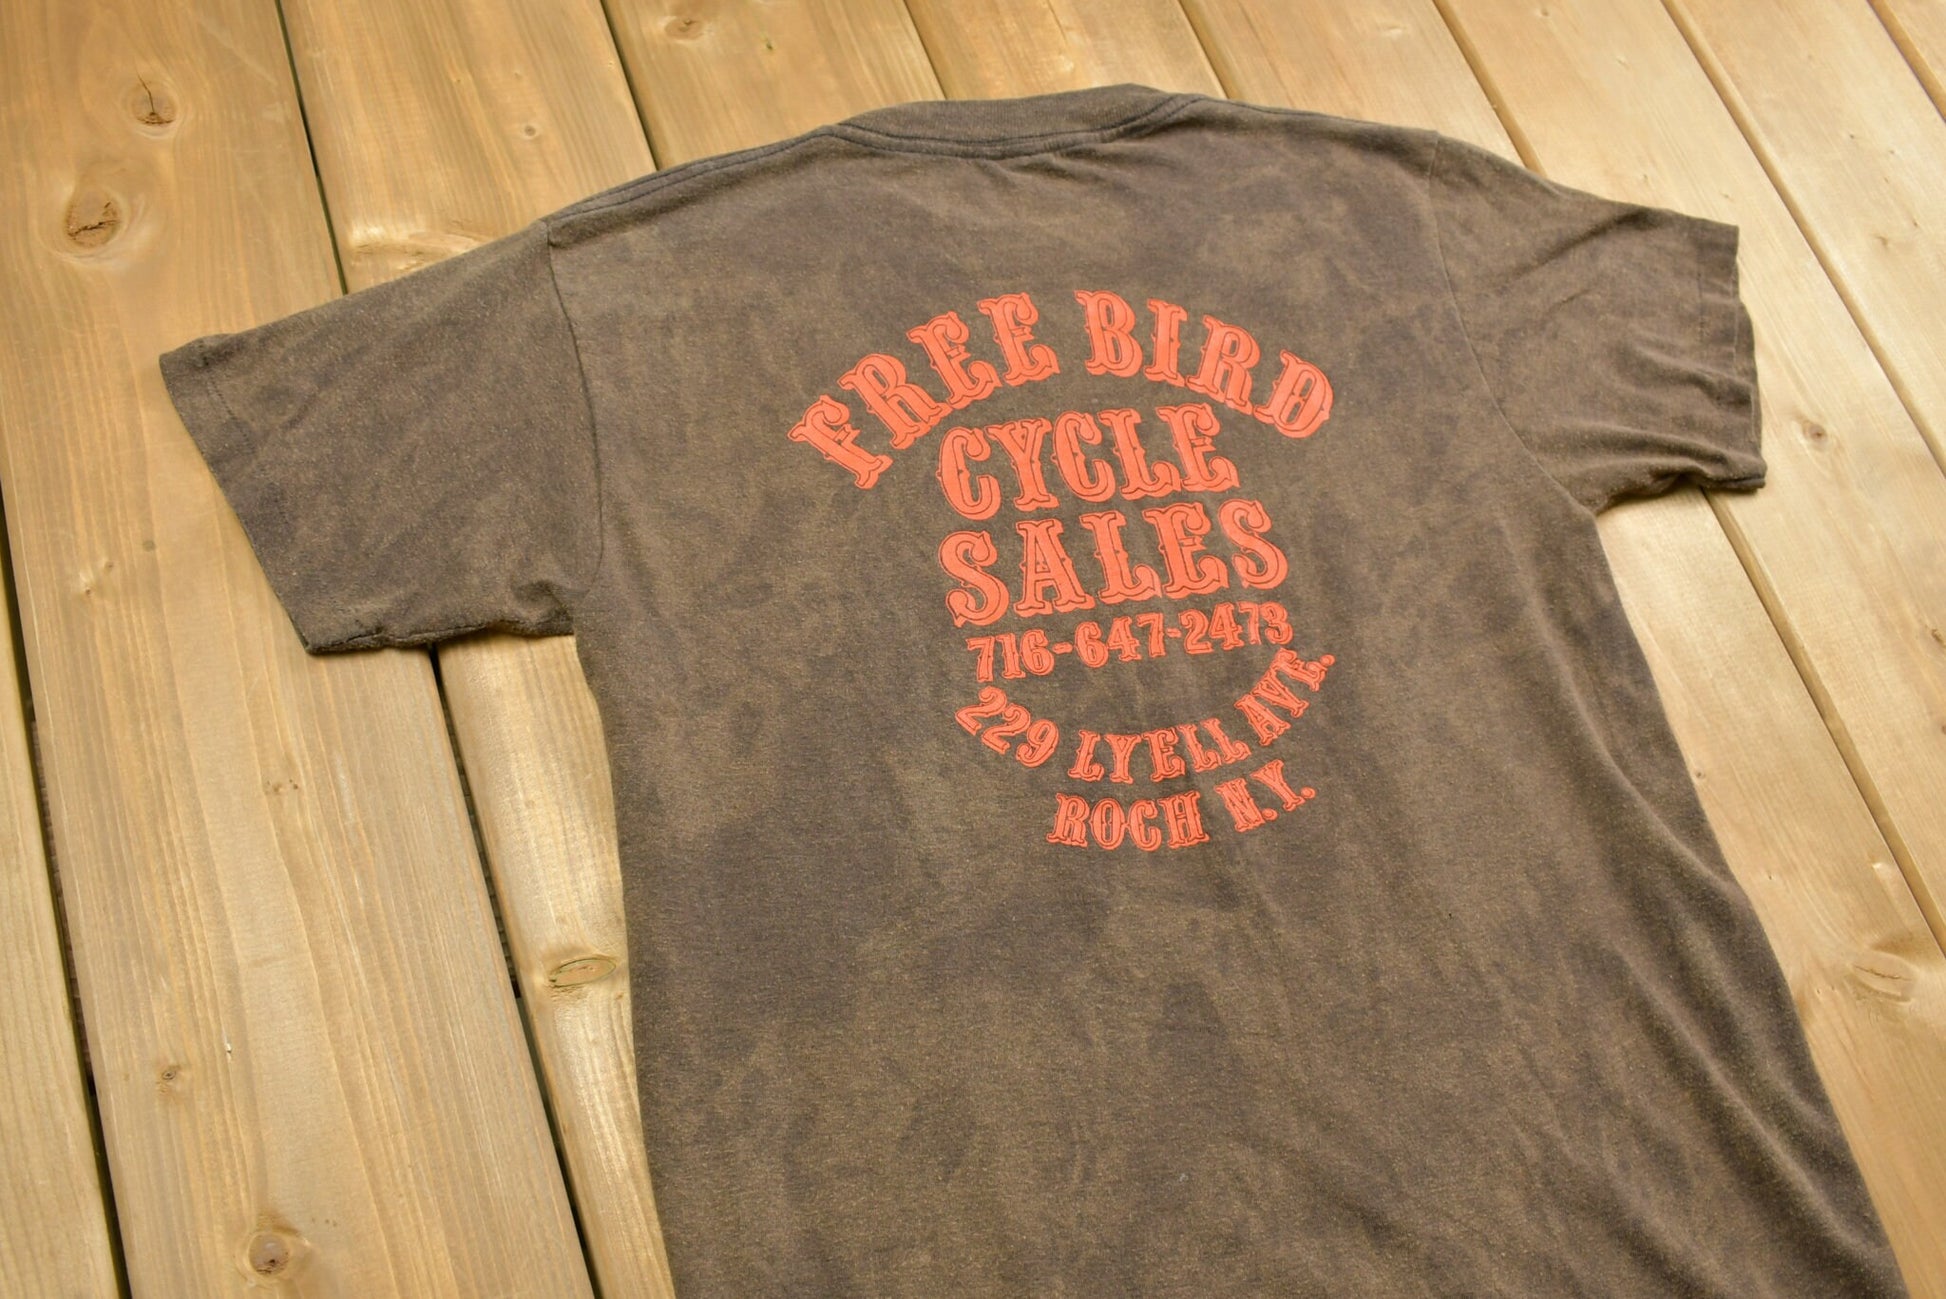 FREE BIRD
CYCLE
SALES
716-647-2473
229 LYELL AVE.
ROCH N.Y.